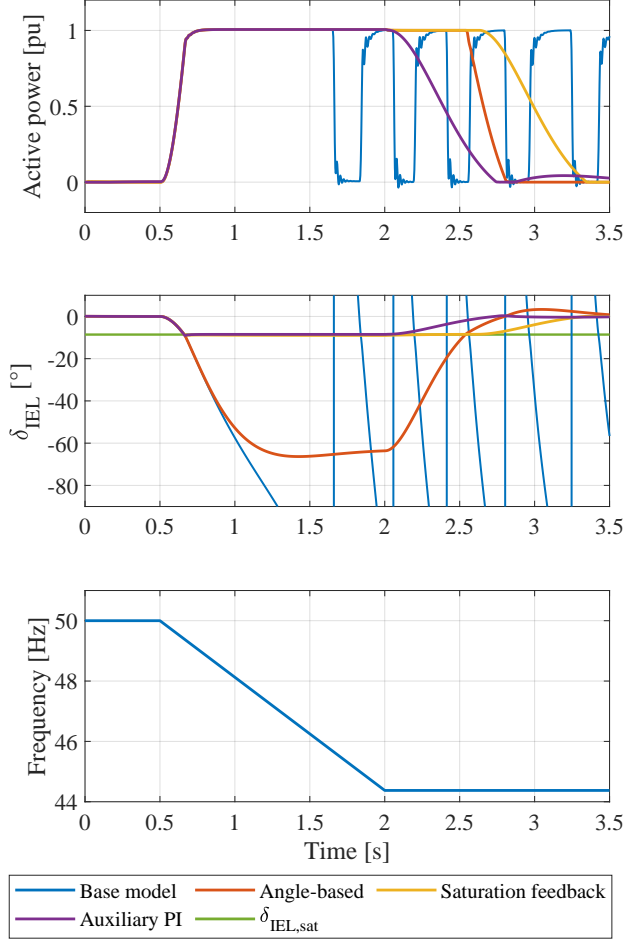 Active power [pu]
1
0.5
0
0 0.5 1 1.5 2 2.5 3 3.5
δIEL [°]
0
-20
-40
-60
-80
0 0.5 1 1.5 2 2.5 3 3.5
Frequency [Hz]
50
48
46
44
0 0.5 1 1.5 2 2.5 3 3.5
Time [s]
Base model Angle-based Saturation feedback
Auxiliary PI δIEL,sat